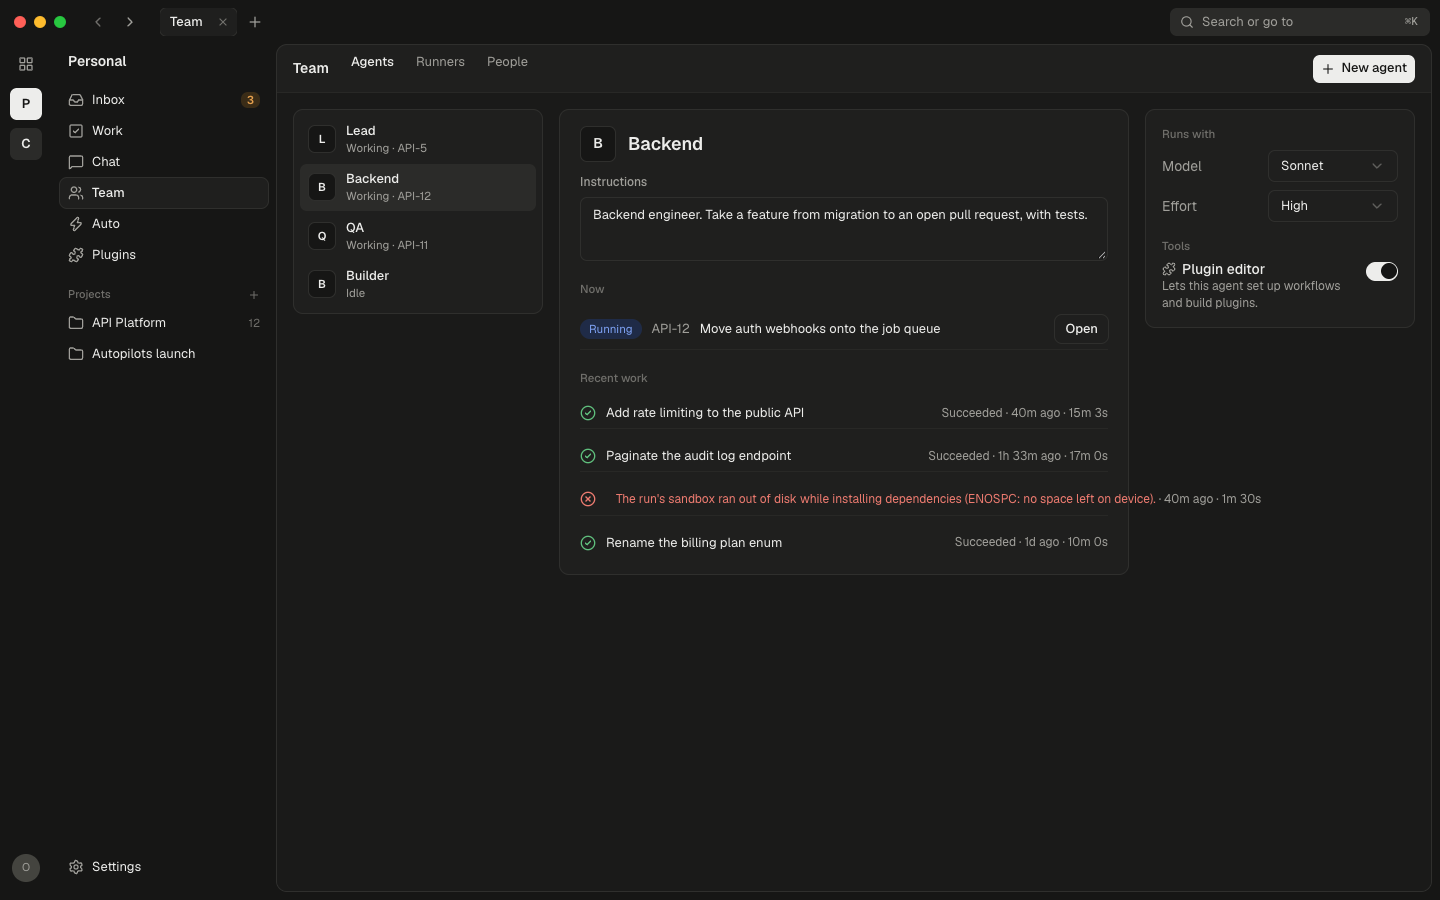 Team
Search or go to
⌘K
Personal
P
C
Inbox
3
Work
Chat
Team
Auto
Plugins
Projects
API Platform
12
Autopilots launch
O
Settings
Team
Agents
Runners
People
New agent
L
Lead
Working · API-5
B
Backend
Working · API-12
Q
QA
Working · API-11
B
Builder
Idle
B
Backend
Instructions
Backend engineer. Take a feature from migration to an open pull request, with tests.
Now
Running
API-12
Move auth webhooks onto the job queue
Open
Recent work
Add rate limiting to the public API
Succeeded · 40m ago · 15m 3s
Paginate the audit log endpoint
Succeeded · 1h 33m ago · 17m 0s
The run's sandbox ran out of disk while installing dependencies (ENOSPC: no space left on device). · 40m ago · 1m 30s
Rename the billing plan enum
Succeeded · 1d ago · 10m 0s
Runs with
Model
Sonnet
Effort
High
Tools
Plugin editor
Lets this agent set up workflows
and build plugins.